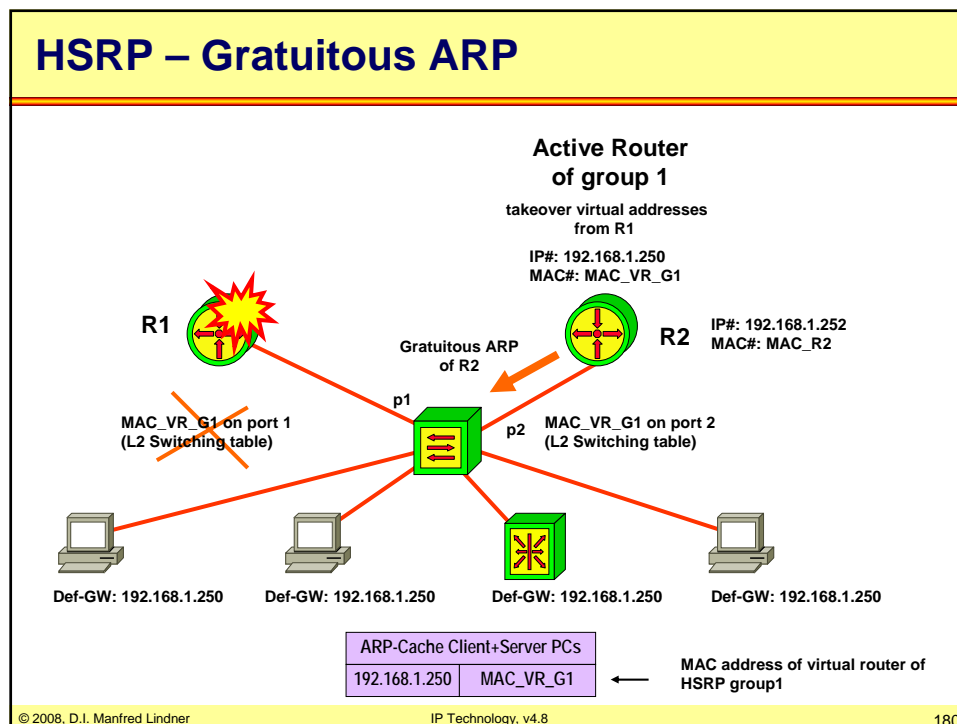 HSRP – Gratuitous ARP
Active Router
of group 1
takeover virtual addresses
from R1
IP#: 192.168.1.250
MAC#: MAC_VR_G1
R1
R2
IP#: 192.168.1.252
MAC#: MAC_R2
Gratuitous ARP
of R2
p1
MAC_VR_G1 on port 1
(L2 Switching table)
p2
MAC_VR_G1 on port 2
(L2 Switching table)
Def-GW: 192.168.1.250
Def-GW: 192.168.1.250
Def-GW: 192.168.1.250
Def-GW: 192.168.1.250
ARP-Cache Client+Server PCs
192.168.1.250 MAC_VR_G1
MAC address of virtual router of
HSRP group1
© 2008, D.I. Manfred Lindner
IP Technology, v4.8
180